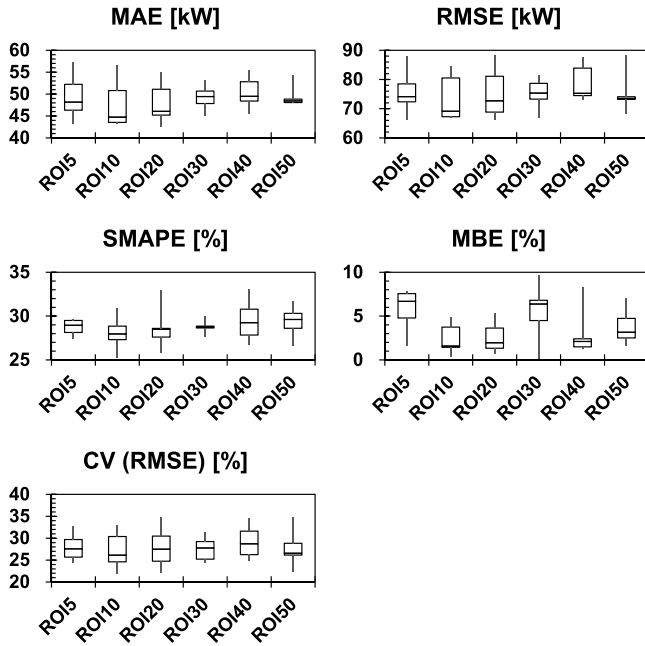 MAE [kW]
60
55
50
45
40
ROI5
ROI10
ROI20
ROI30
ROI40
ROI50
RMSE [kW]
90
80
70
60
ROI5
ROI10
ROI20
ROI30
ROI40
ROI50
SMAPE [%]
35
30
25
ROI5
ROI10
ROI20
ROI30
ROI40
ROI50
MBE [%]
10
5
0
ROI5
ROI10
ROI20
ROI30
ROI40
ROI50
CV (RMSE) [%]
40
35
30
25
20
ROI5
ROI10
ROI20
ROI30
ROI40
ROI50